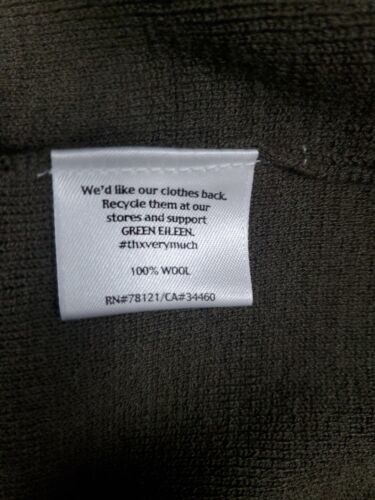 We'd like our clothes back.
Recycle them at our
stores and support
GREEN EILEEN.
#thxverymuch
100% WOOL
RN#78121/CA#34460